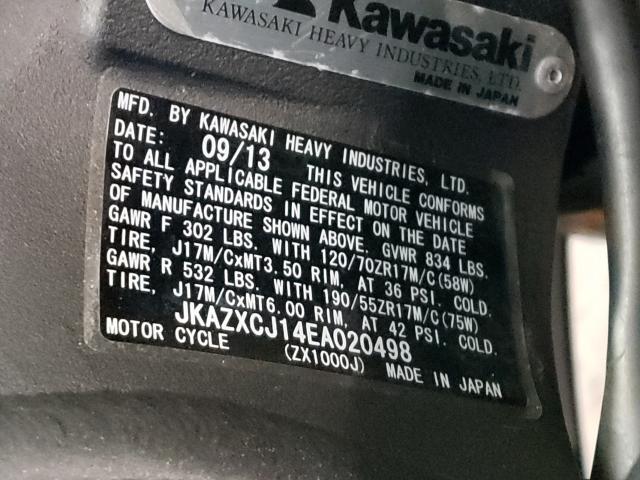 Kawasaki
KAWASAKI HEAVY INDUSTRIES, LTD.
MADE IN JAPAN
MFD. BY KAWASAKI HEAVY INDUSTRIES, LTD.
DATE: 09/13 THIS VEHICLE CONFORMS
TO ALL APPLICABLE FEDERAL MOTOR VEHICLE
SAFETY STANDARDS IN EFFECT ON THE DATE
OF MANUFACTURE SHOWN ABOVE. GVWR 834 LBS.
GAWR F 302 LBS. WITH 120/70ZR17M/C(58W)
TIRE, J17M/CxMT3.50 RIM, AT 36 PSI. COLD.
GAWR R 532 LBS. WITH 190/55ZR17M/C(75W)
TIRE, J17M/CxMT6.00 RIM, AT 42 PSI. COLD.
JKAZXCJ14EA020498
MOTOR CYCLE (ZX1000J) MADE IN JAPAN